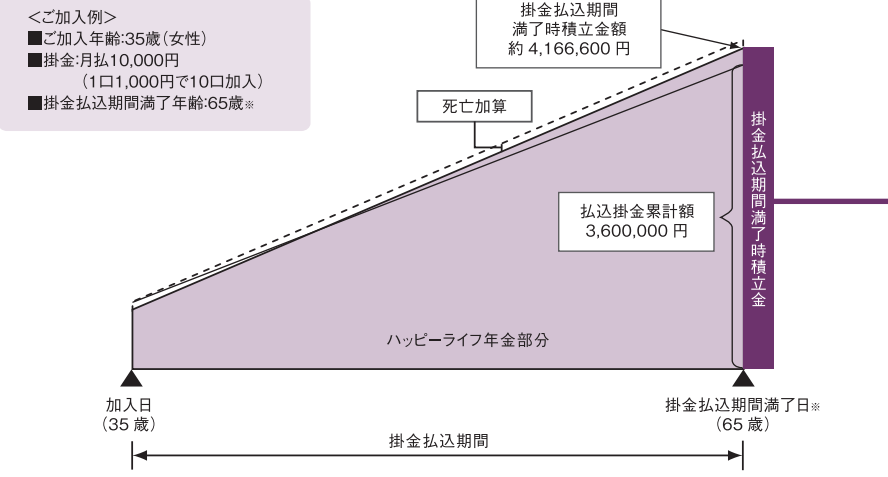 ＜ご加入例＞
■ご加入年齢:35歳（女性）
■掛金:月払10,000円
（1口1,000円で10口加入）
■掛金払込期間満了年齢:65歳※
掛金払込期間
満了時積立金額
約 4,166,600 円
死亡加算
払込掛金累計額
3,600,000 円
掛金払込期間満了時積立金
ハッピーライフ年金部分
加入日
（35 歳）
掛金払込期間満了日※
（65 歳）
掛金払込期間